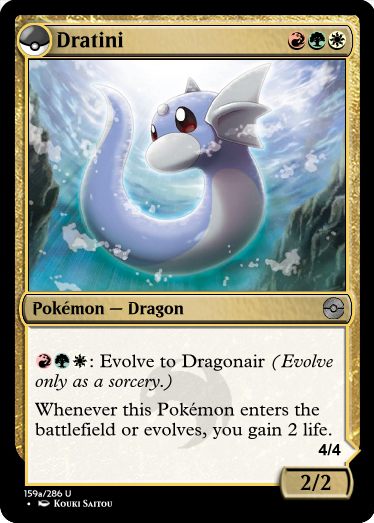 Dratini
Pokémon — Dragon
: Evolve to Dragonair (Evolve
only as a sorcery.)
Whenever this Pokémon enters the
battlefield or evolves, you gain 2 life.
4/4
2/2
159a/286 U
• Kouki Saitou